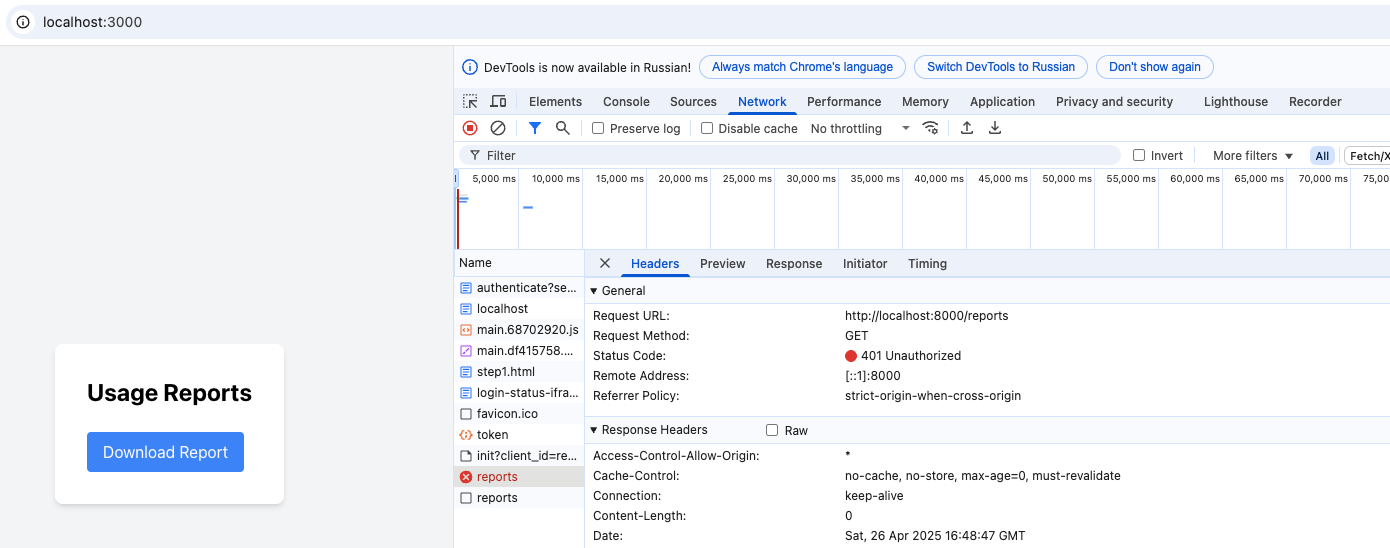 localhost:3000
DevTools is now available in Russian! Always match Chrome's language Switch DevTools to Russian Don't show again
Elements Console Sources Network Performance Memory Application Privacy and security Lighthouse Recorder
Preserve log Disable cache No throttling
Filter Invert More filters All Fetch/X
5,000 ms 10,000 ms 15,000 ms 20,000 ms 25,000 ms 30,000 ms 35,000 ms 40,000 ms 45,000 ms 50,000 ms 55,000 ms 60,000 ms 65,000 ms 70,000 ms 75,00
Name
Headers Preview Response Initiator Timing
authenticate?se...
localhost
main.68702920.js
main.df415758....
step1.html
login-status-ifra...
favicon.ico
token
init?client_id=re...
reports
reports
General
Request URL: http://localhost:8000/reports
Request Method: GET
Status Code: 401 Unauthorized
Remote Address: [::1]:8000
Referrer Policy: strict-origin-when-cross-origin
Response Headers Raw
Access-Control-Allow-Origin: *
Cache-Control: no-cache, no-store, max-age=0, must-revalidate
Connection: keep-alive
Content-Length: 0
Date: Sat, 26 Apr 2025 16:48:47 GMT
Usage Reports
Download Report